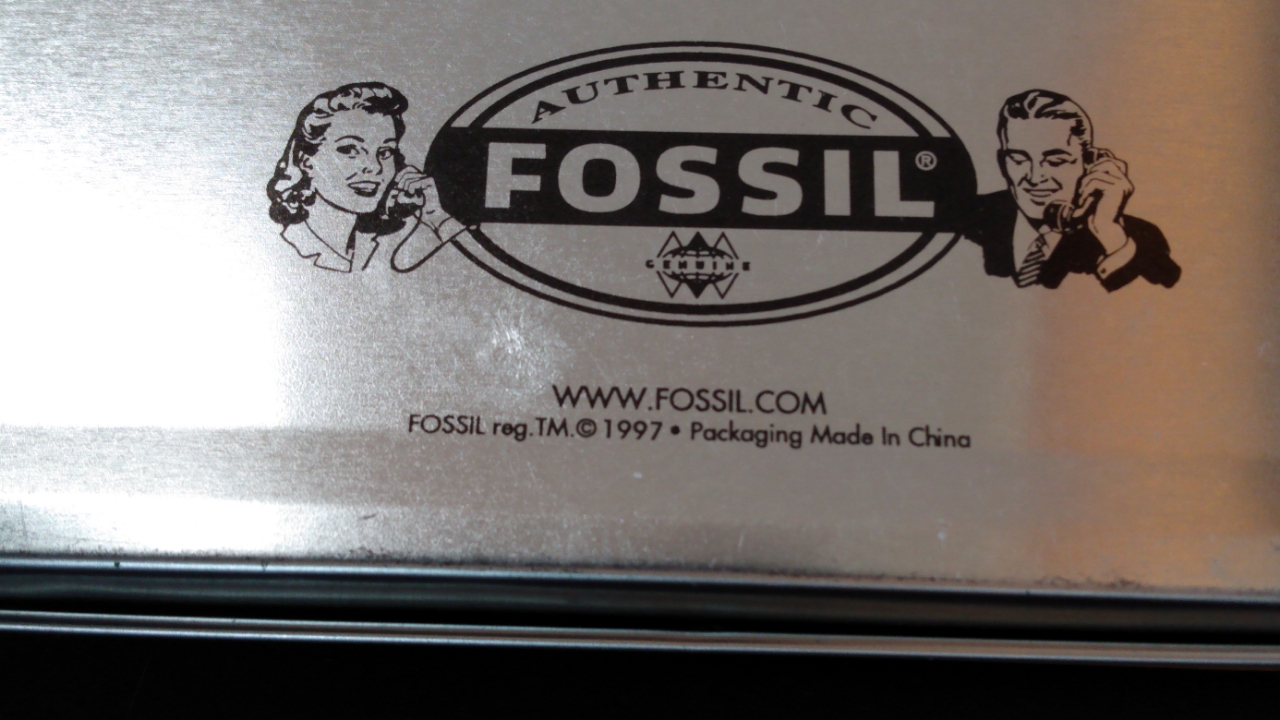 AUTHENTIC
FOSSIL®
GENUINE
WWW.FOSSIL.COM
FOSSIL reg.TM.© 1997 • Packaging Made In China